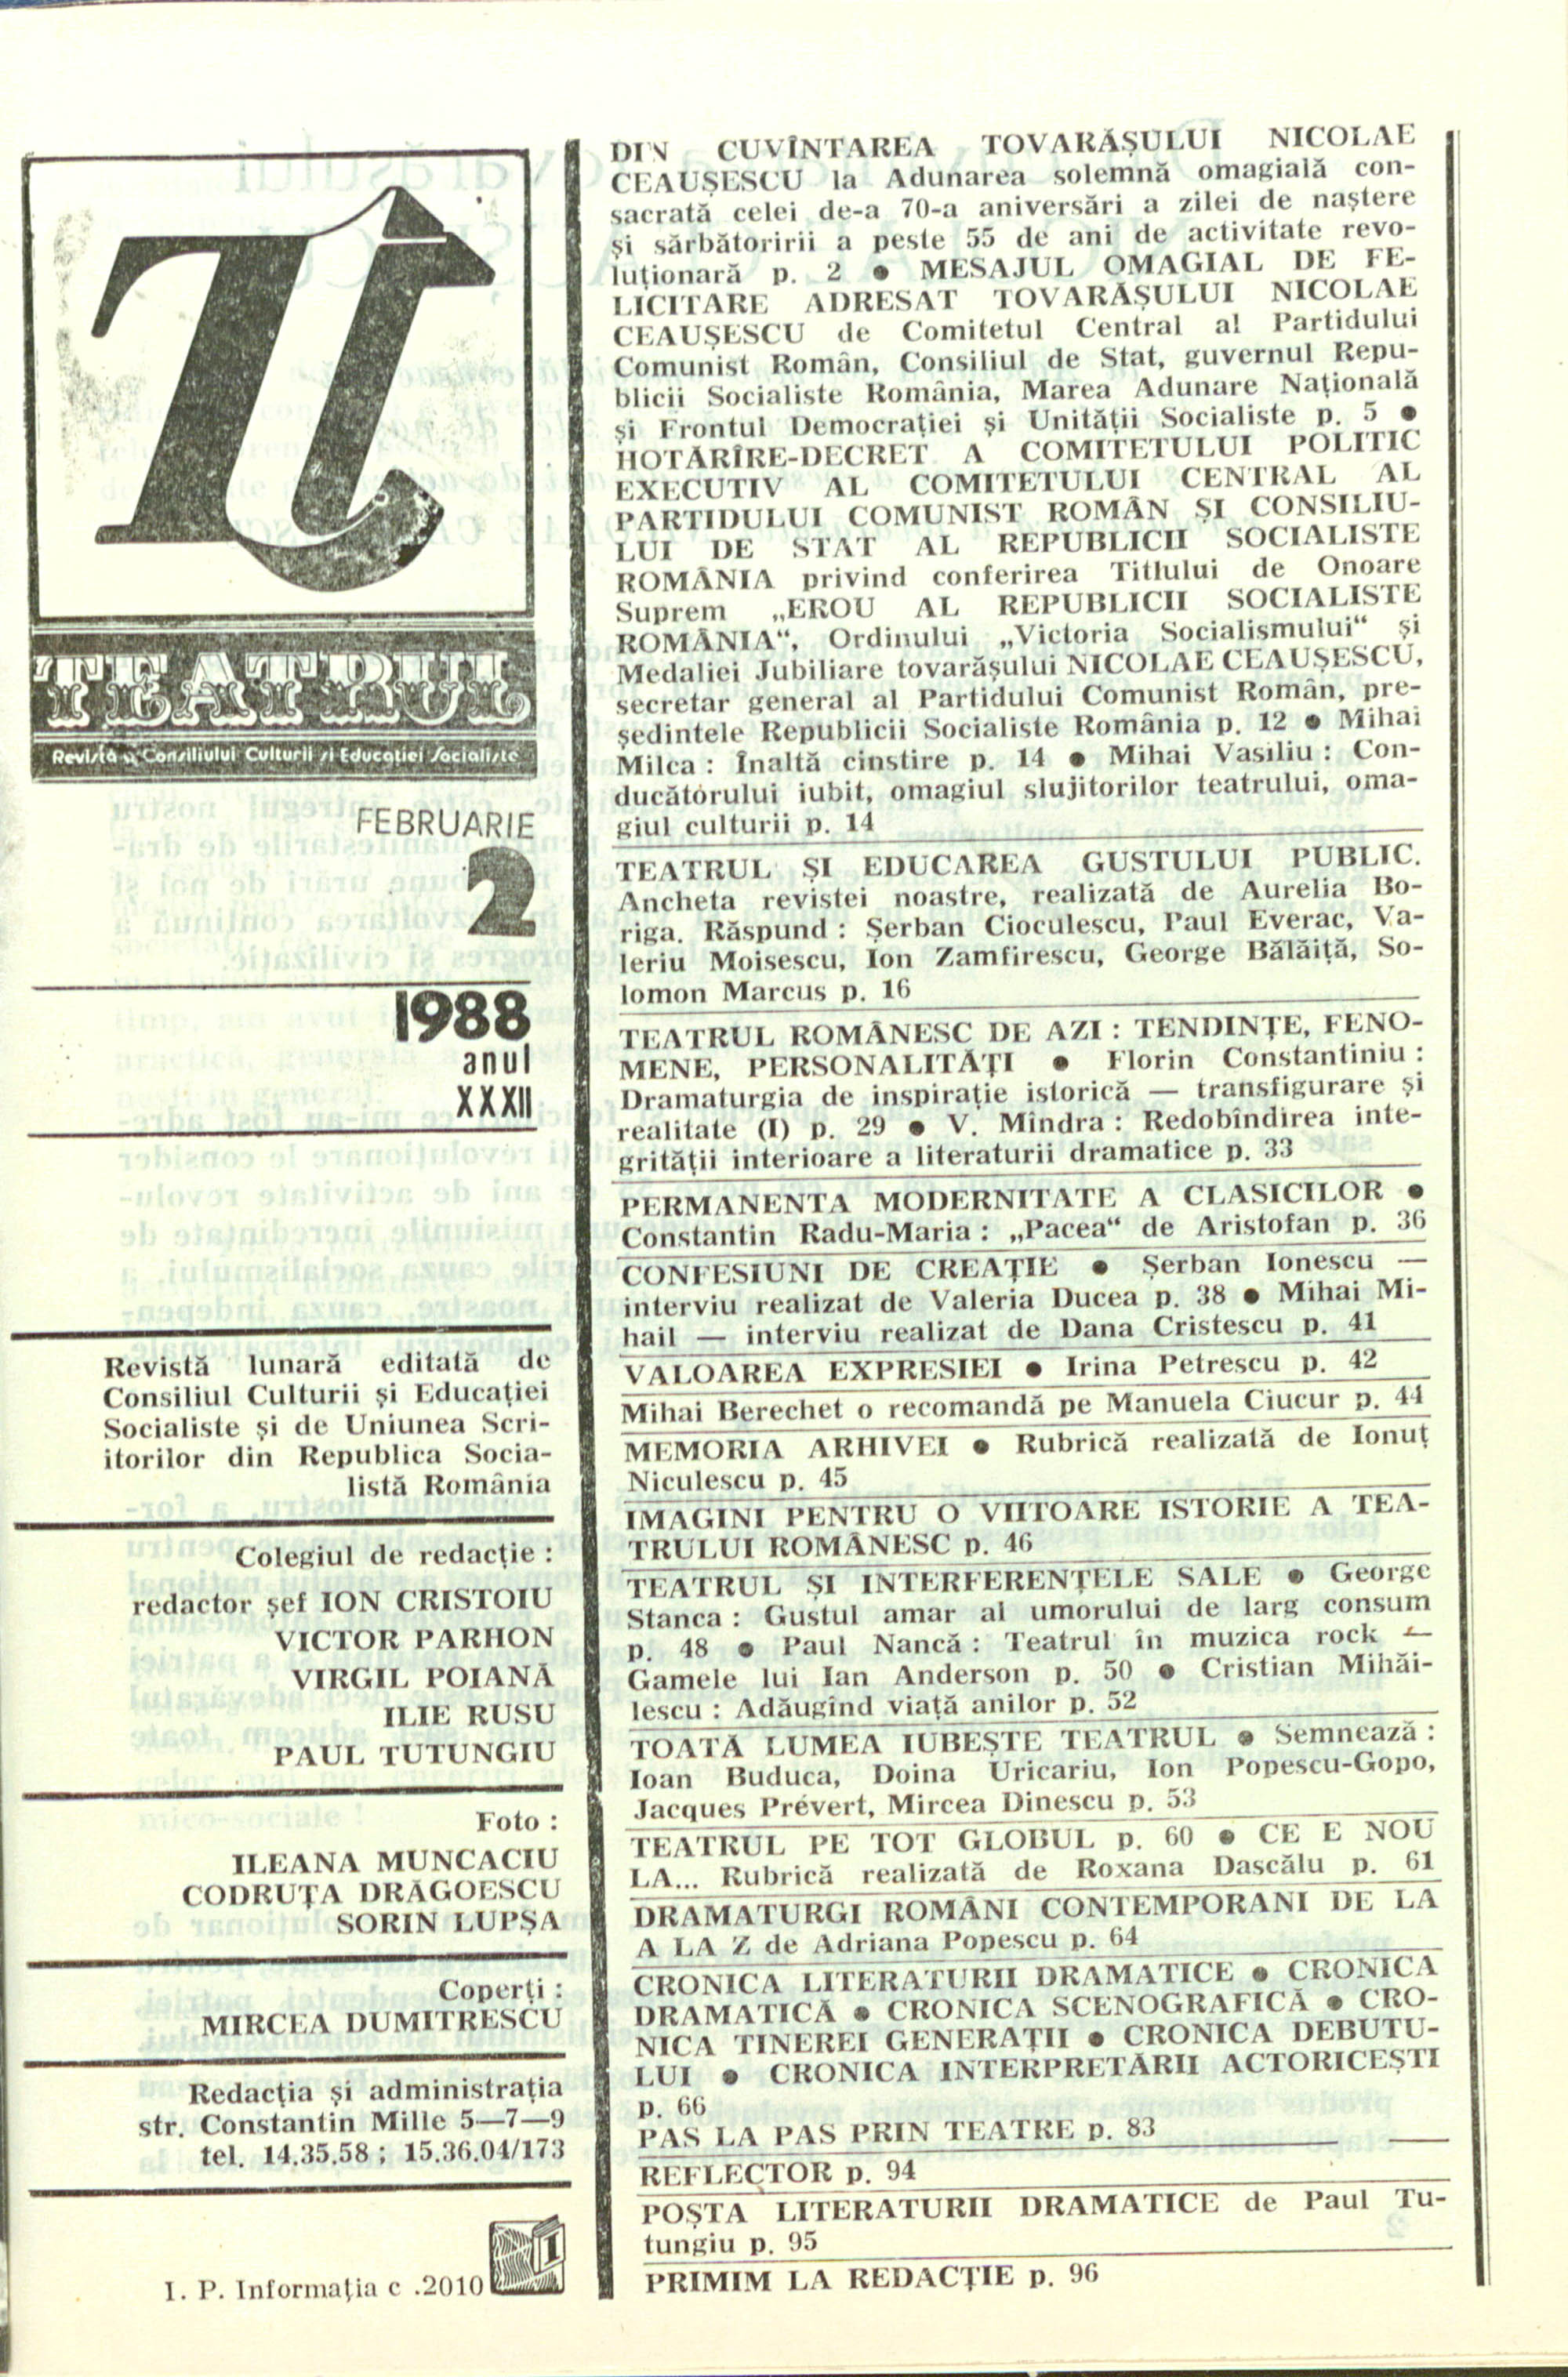 TEATRUL
Revista a Consiliului Culturii si Educatiei Socialiste
FEBRUARIE
2
1988
anul
XXXII
Revistă lunară editată de
Consiliul Culturii și Educației
Socialiste și de Uniunea Scri-
itorilor din Republica Socia-
listă România
Colegiul de redacție :
redactor șef ION CRISTOIU
VICTOR PARHON
VIRGIL POIANĂ
ILIE RUSU
PAUL TUTUNGIU
Foto :
ILEANA MUNCACIU
CODRUȚA DRĂGOESCU
SORIN LUPȘA
Coperți :
MIRCEA DUMITRESCU
Redacția și administrația
str. Constantin Mille 5—7—9
tel. 14.35.58 ; 15.36.04/173
I. P. Informația c .2010
DIN CUVÎNTAREA TOVARĂȘULUI NICOLAE
CEAUȘESCU la Adunarea solemnă omagială con-
sacrată celei de-a 70-a aniversări a zilei de naștere
și sărbătoririi a peste 55 de ani de activitate revo-
luționară p. 2 ● MESAJUL OMAGIAL DE FE-
LICITARE ADRESAT TOVARĂȘULUI NICOLAE
CEAUȘESCU de Comitetul Central al Partidului
Comunist Român, Consiliul de Stat, guvernul Repu-
blicii Socialiste România, Marea Adunare Națională
și Frontul Democrației și Unității Socialiste p. 5 ●
HOTĂRÎRE-DECRET A COMITETULUI POLITIC
EXECUTIV AL COMITETULUI CENTRAL AL
PARTIDULUI COMUNIST ROMÂN ȘI CONSILIU-
LUI DE STAT AL REPUBLICII SOCIALISTE
ROMÂNIA privind conferirea Titlului de Onoare
Suprem „EROU AL REPUBLICII SOCIALISTE
ROMÂNIA“, Ordinului „Victoria Socialismului“ și
Medaliei Jubiliare tovarășului NICOLAE CEAUȘESCU,
secretar general al Partidului Comunist Român, pre-
ședintele Republicii Socialiste România p. 12 ● Mihai
Milca : Înaltă cinstire p. 14 ● Mihai Vasiliu : Con-
ducătorului iubit, omagiul slujitorilor teatrului, oma-
giul culturii p. 14
TEATRUL ȘI EDUCAREA GUSTULUI PUBLIC.
Ancheta revistei noastre, realizată de Aurelia Bo-
riga. Răspund : Șerban Cioculescu, Paul Everac, Va-
leriu Moisescu, Ion Zamfirescu, George Bălăiță, So-
lomon Marcus p. 16
TEATRUL ROMÂNESC DE AZI : TENDINȚE, FENO-
MENE, PERSONALITĂȚI ● Florin Constantiniu :
Dramaturgia de inspirație istorică — transfigurare și
realitate (I) p. 29 ● V. Mîndra : Redobîndirea inte-
grității interioare a literaturii dramatice p. 33
PERMANENTA MODERNITATE A CLASICILOR ●
Constantin Radu-Maria : „Pacea“ de Aristofan p. 36
CONFESIUNI DE CREAȚIE ● Șerban Ionescu —
interviu realizat de Valeria Ducea p. 38 ● Mihai Mi-
hail — interviu realizat de Dana Cristescu p. 41
VALOAREA EXPRESIEI ● Irina Petrescu p. 42
Mihai Berechet o recomandă pe Manuela Ciucur p. 44
MEMORIA ARHIVEI ● Rubrică realizată de Ionuț
Niculescu p. 45
IMAGINI PENTRU O VIITOARE ISTORIE A TEA-
TRULUI ROMÂNESC p. 46
TEATRUL ȘI INTERFERENȚELE SALE ● George
Stanca : Gustul amar al umorului de larg consum
p. 48 ● Paul Nancă : Teatrul în muzica rock —
Gamele lui Ian Anderson p. 50 ● Cristian Mihăi-
lescu : Adăugînd viață anilor p. 52
TOATĂ LUMEA IUBEȘTE TEATRUL ● Semnează :
Ioan Buduca, Doina Uricariu, Ion Popescu-Gopo,
Jacques Prévert, Mircea Dinescu p. 53
TEATRUL PE TOT GLOBUL p. 60 ● CE E NOU
LA... Rubrică realizată de Roxana Dascălu p. 61
DRAMATURGI ROMÂNI CONTEMPORANI DE LA
A LA Z de Adriana Popescu p. 64
CRONICA LITERATURII DRAMATICE ● CRONICA
DRAMATICĂ ● CRONICA SCENOGRAFICĂ ● CRO-
NICA TINEREI GENERAȚII ● CRONICA DEBUTU-
LUI ● CRONICA INTERPRETĂRII ACTORICEȘTI
p. 66
PAS LA PAS PRIN TEATRE p. 83
REFLECTOR p. 94
POȘTA LITERATURII DRAMATICE de Paul Tu-
tungiu p. 95
PRIMIM LA REDACȚIE p. 96